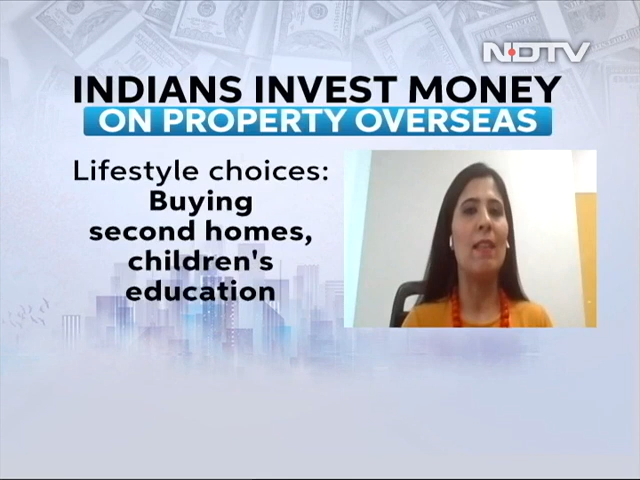 NDTV
INDIANS INVEST MONEY
ON PROPERTY OVERSEAS
Lifestyle choices:
Buying
second homes,
children's
education